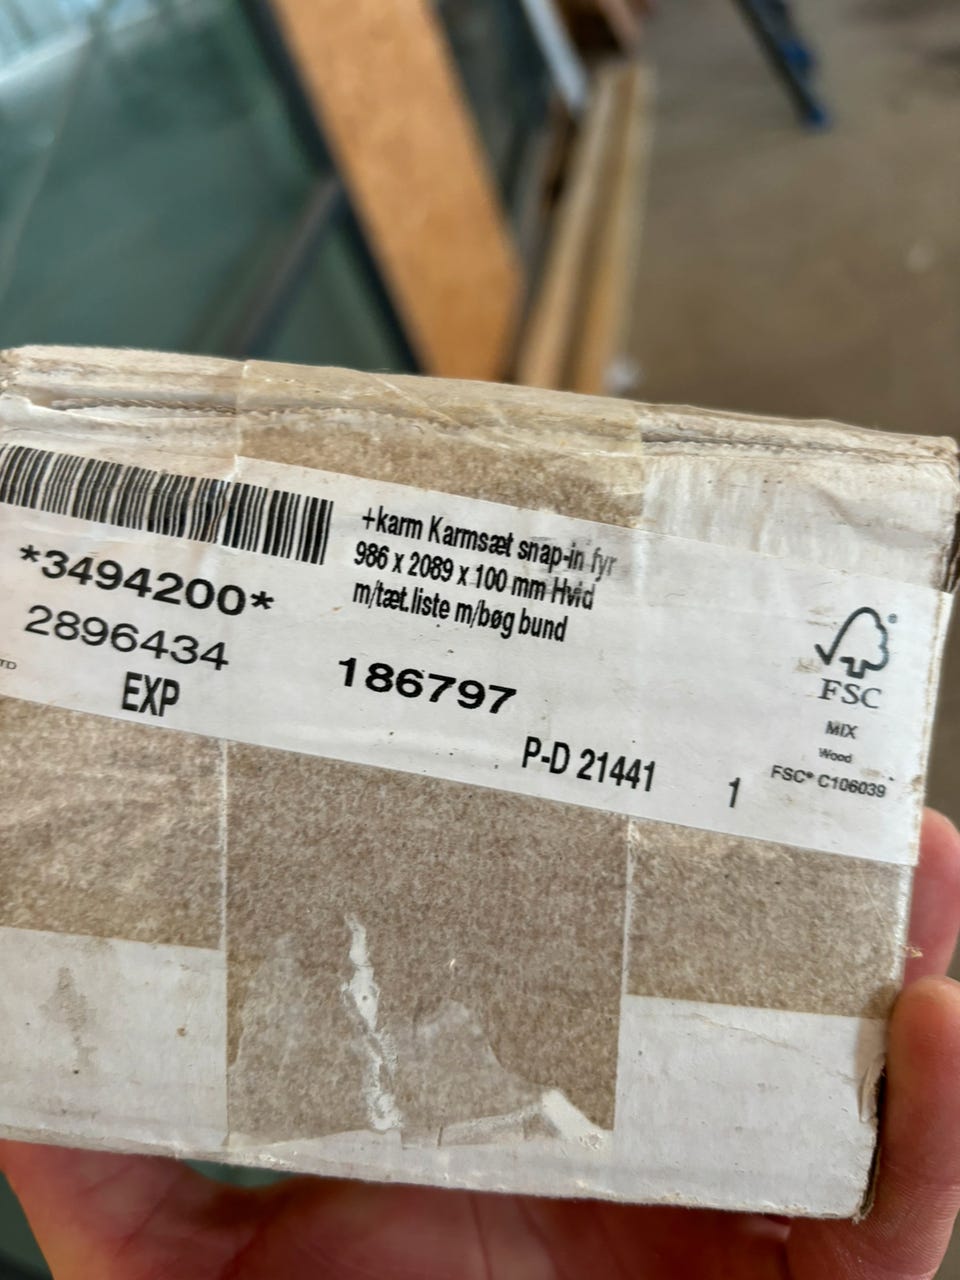 +karm Karmsæt snap-in fyr
986 x 2089 x 100 mm Hvid
m/tæt.liste m/bøg bund
*3494200*
2896434
TD
EXP
186797
P-D 21441
1
®
FSC
MIX
Wood
FSC® C106039